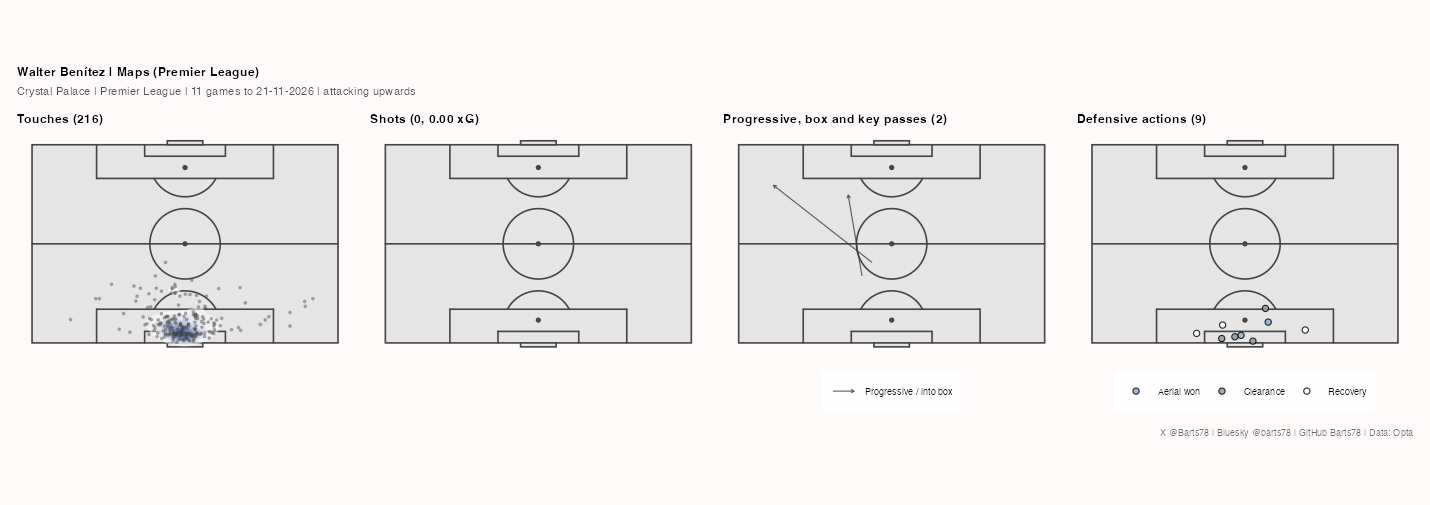 Walter Benítez | Maps (Premier League)
Crystal Palace | Premier League | 11 games to 21-11-2026 | attacking upwards
Touches (216)
Shots (0, 0.00 xG)
Progressive, box and key passes (2)
Defensive actions (9)
Progressive / into box
Aerial won
Clearance
Recovery
X @Barts78 | Bluesky @barts78 | GitHub Barts78 | Data: Opta